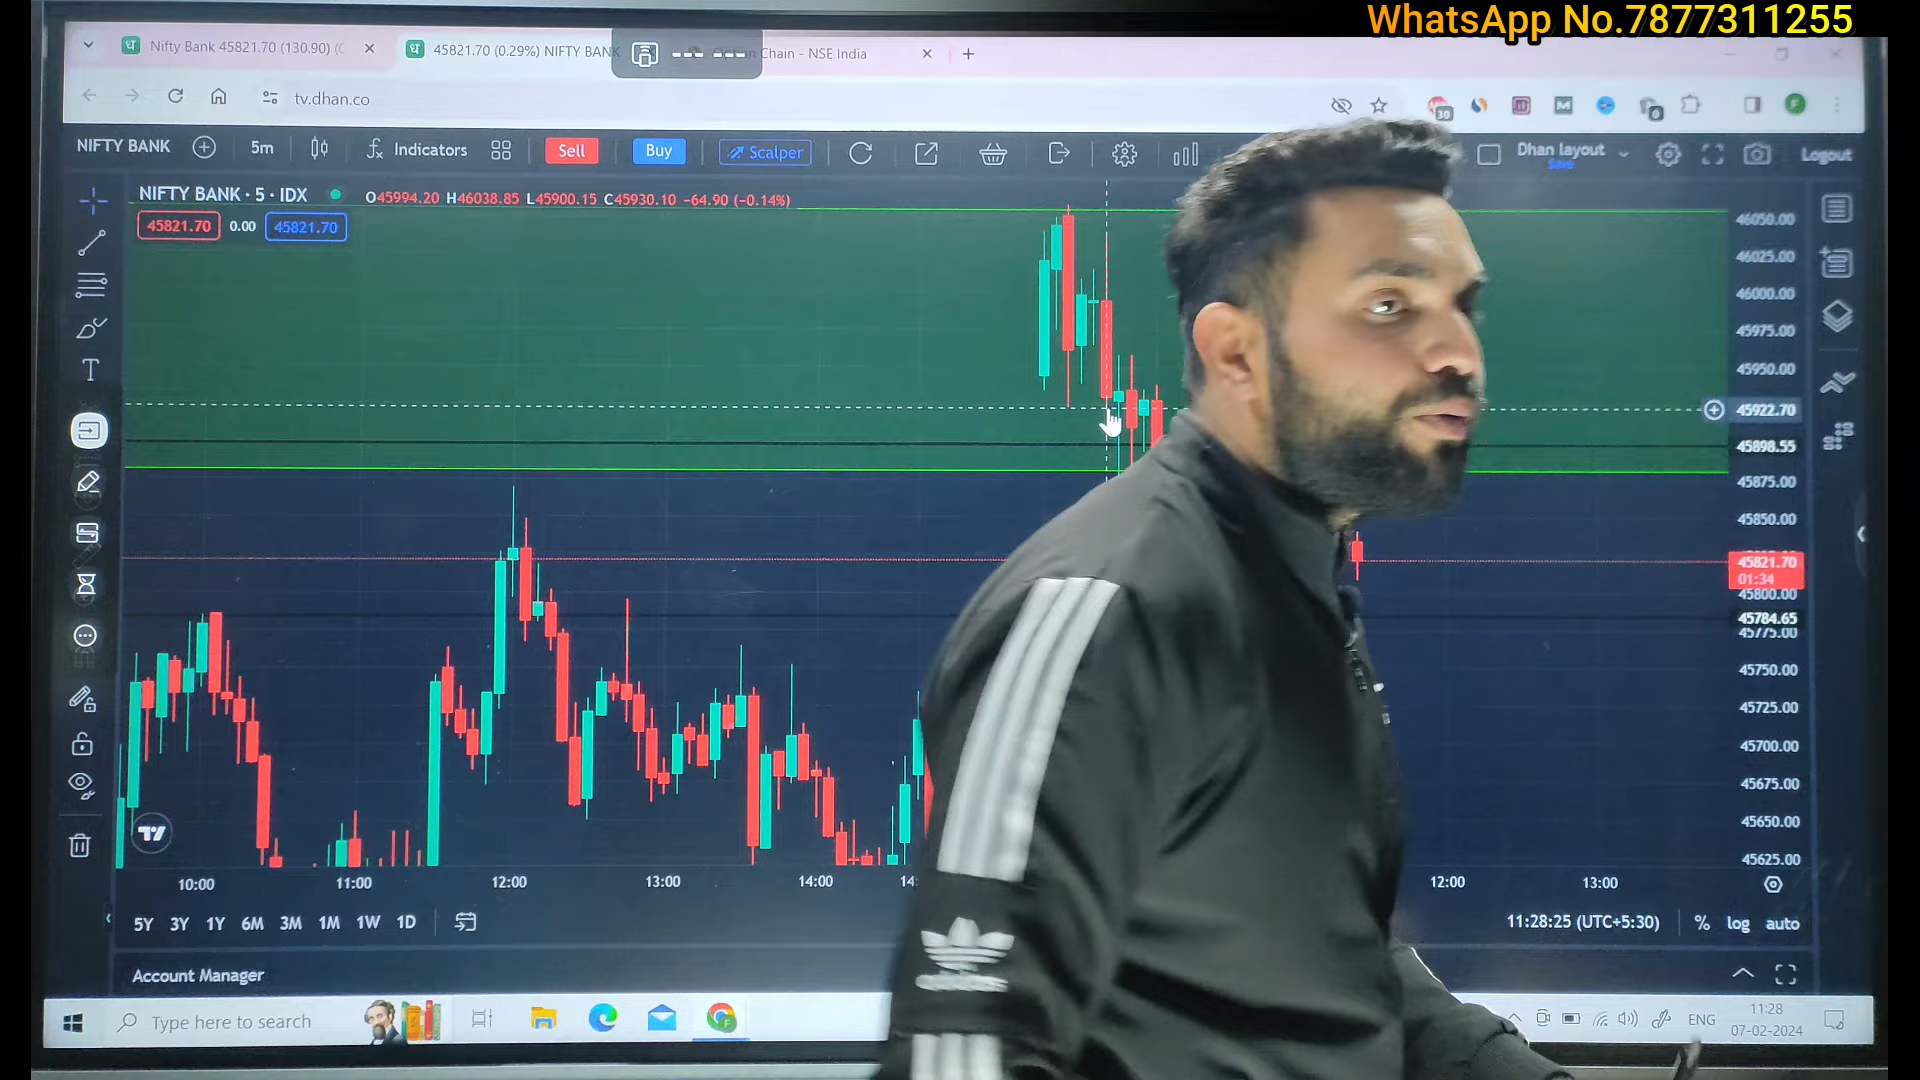 WhatsApp No.7877311255
Nifty Bank 45821.70 (130.90) (
45821.70 (0.29%) NIFTY BANK
Chain - NSE India
tv.dhan.co
30
0
F
NIFTY BANK
5m
Indicators
Sell
Buy
Scalper
Dhan layout
Save
Logout
NIFTY BANK · 5 · IDX
O45994.20 H46038.85 L45900.15 C45930.10 -64.90 (-0.14%)
45821.70
0.00
45821.70
46050.00
46025.00
46000.00
45975.00
45950.00
45922.70
45898.55
45875.00
45850.00
45821.70
01:34
45800.00
45784.65
45775.00
45750.00
45725.00
45700.00
45675.00
45650.00
45625.00
10:00
11:00
12:00
13:00
14:00
14:
12:00
13:00
5Y 3Y 1Y 6M 3M 1M 1W 1D
11:28:25 (UTC+5:30)
% log auto
Account Manager
adidas
Type here to search
ENG
11:28
07-02-2024